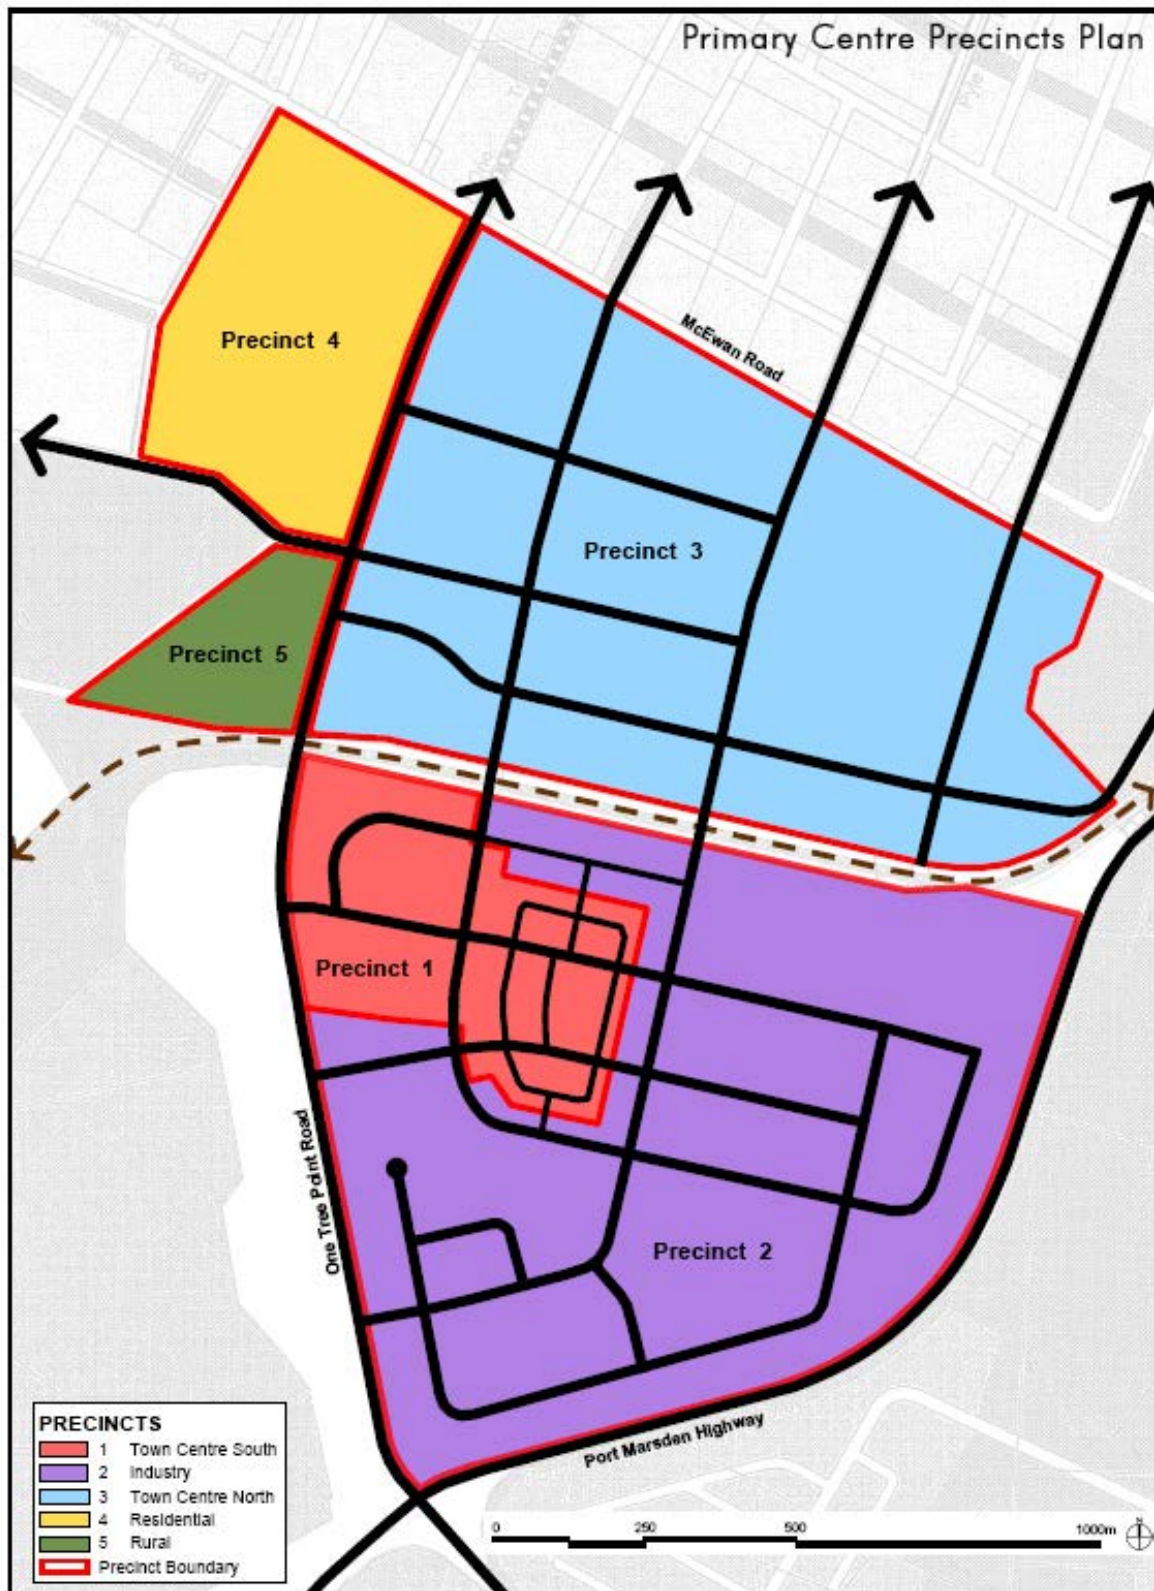 Primary Centre Precincts Plan
Road
Pyle
McEwan Road
Precinct 4
Precinct 3
Precinct 5
Precinct 1
One Tree Point Road
Precinct 2
Port Marsden Highway
PRECINCTS
1 Town Centre South
2 Industry
3 Town Centre North
4 Residential
5 Rural
Precinct Boundary
0 250 500 1000m
N